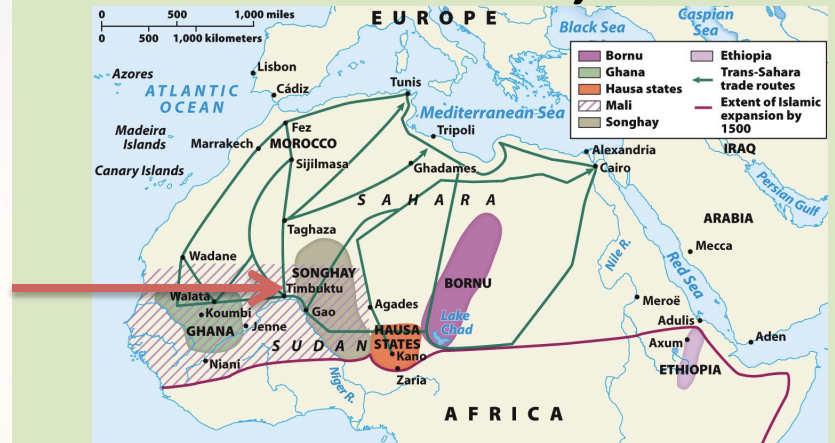 0 500 1,000 miles
0 500 1,000 kilometers
EUROPE
Black Sea
Caspian
Sea
Bornu
Ghana
Hausa states
Mali
Songhay
Ethiopia
Trans-Sahara
trade routes
Extent of Islamic
expansion by
1500
Azores
Lisbon
ATLANTIC
OCEAN
Cádiz
Tunis
Mediterranean Sea
Madeira
Islands
Fez
Marrakech
MOROCCO
Tripoli
Alexandria
IRAQ
Canary Islands
Sijilmasa
Ghadames
Cairo
Persian Gulf
SAHARA
Taghaza
ARABIA
Wadane
Nile R.
Mecca
Red Sea
SONGHAY
BORNU
Timbuktu
Walata
Koumbi
Gao
Agades
Lake
Chad
Meroë
GHANA
Jenne
HAUSA
STATES
Adulis
SUDAN
Kano
Axum
Aden
Niani
Niger R.
Zaria
ETHIOPIA
AFRICA